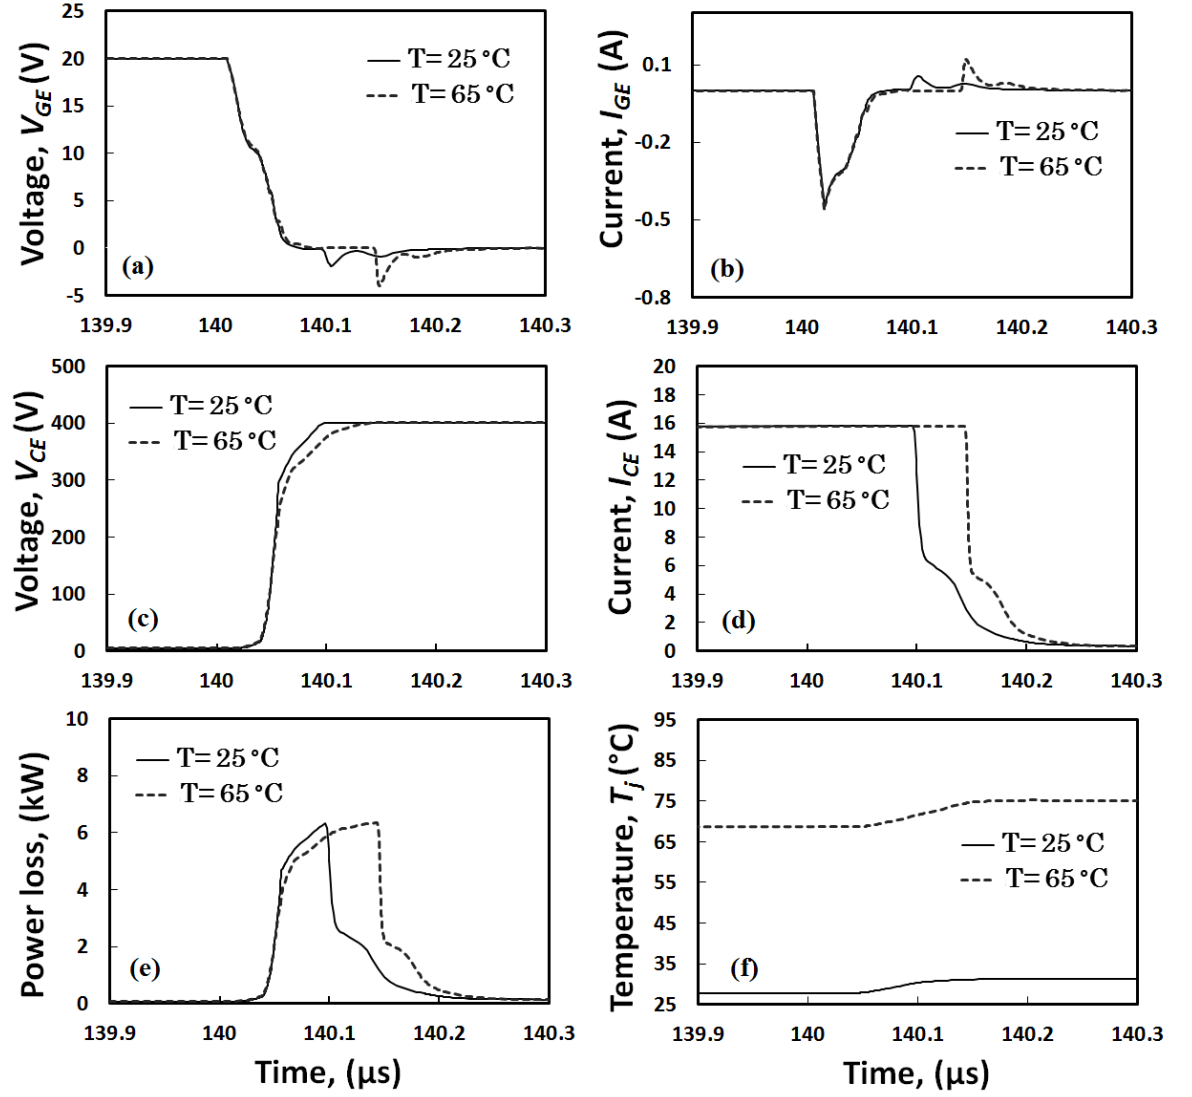 Voltage, V_GE (V)
25
20
15
10
5
0
-5
T= 25 °C
T= 65 °C
(a)
139.9 140 140.1 140.2 140.3
Current, I_GE (A)
0.1
-0.2
-0.5
-0.8
T= 25 °C
T= 65 °C
(b)
139.9 140 140.1 140.2 140.3
Voltage, V_CE (V)
500
400
300
200
100
0
T= 25 °C
T= 65 °C
(c)
139.9 140 140.1 140.2 140.3
Current, I_CE (A)
20
18
16
14
12
10
8
6
4
2
0
T= 25 °C
T= 65 °C
(d)
139.9 140 140.1 140.2 140.3
Power loss, (kW)
10
8
6
4
2
0
T= 25 °C
T= 65 °C
(e)
139.9 140 140.1 140.2 140.3
Time, (μs)
Temperature, T_j (°C)
95
85
75
65
55
45
35
25
T= 25 °C
T= 65 °C
(f)
139.9 140 140.1 140.2 140.3
Time, (μs)